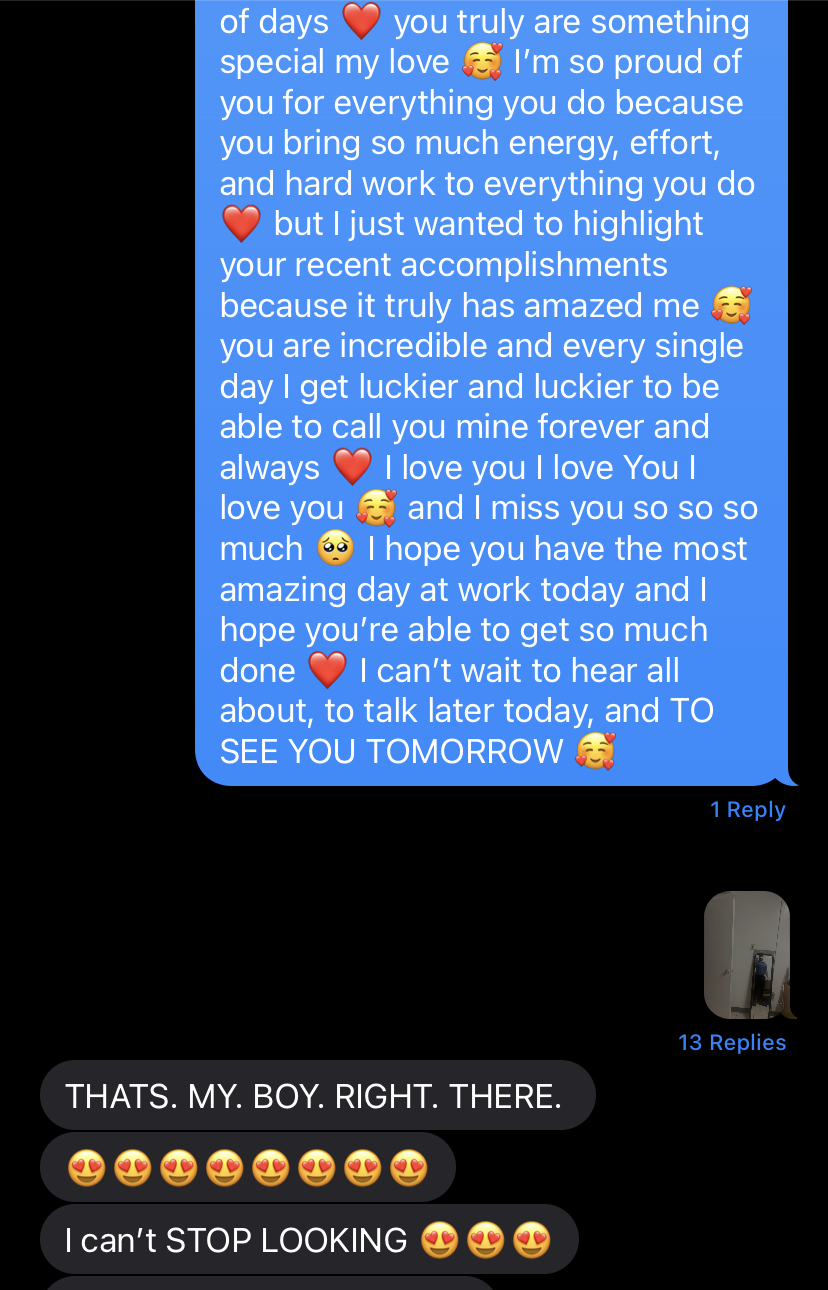 of days ❤️ you truly are something
special my love 🥰 I’m so proud of
you for everything you do because
you bring so much energy, effort,
and hard work to everything you do
❤️ but I just wanted to highlight
your recent accomplishments
because it truly has amazed me 🥰
you are incredible and every single
day I get luckier and luckier to be
able to call you mine forever and
always ❤️ I love you I love You I
love you 🥰 and I miss you so so so
much 🥺 I hope you have the most
amazing day at work today and I
hope you’re able to get so much
done ❤️ I can’t wait to hear all
about, to talk later today, and TO
SEE YOU TOMORROW 🥰
1 Reply
13 Replies
THATS. MY. BOY. RIGHT. THERE.
😍😍😍😍😍😍😍😍
I can’t STOP LOOKING 😍😍😍